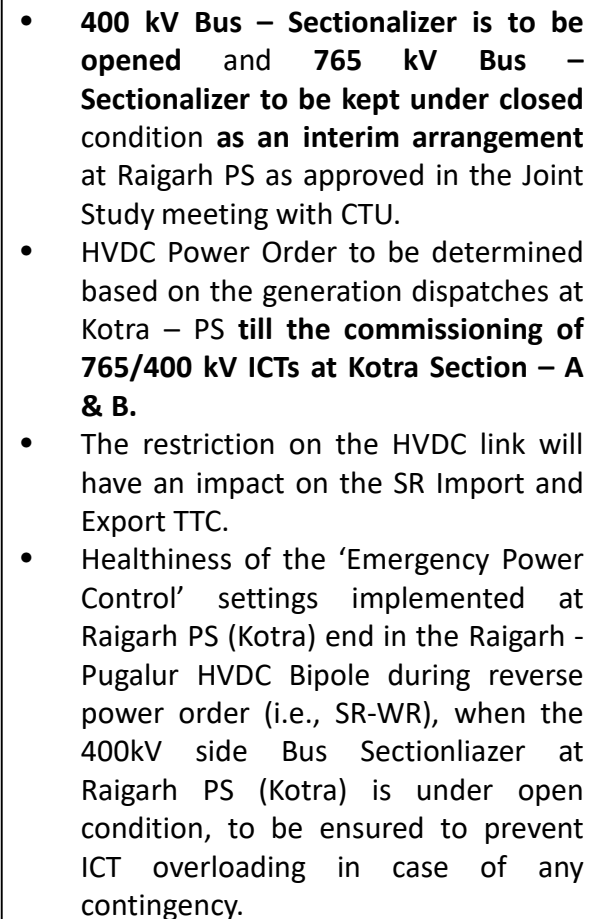 • 400 kV Bus – Sectionalizer is to be
opened and 765 kV Bus –
Sectionalizer to be kept under closed
condition as an interim arrangement
at Raigarh PS as approved in the Joint
Study meeting with CTU.
• HVDC Power Order to be determined
based on the generation dispatches at
Kotra – PS till the commissioning of
765/400 kV ICTs at Kotra Section – A
& B.
• The restriction on the HVDC link will
have an impact on the SR Import and
Export TTC.
• Healthiness of the ‘Emergency Power
Control’ settings implemented at
Raigarh PS (Kotra) end in the Raigarh -
Pugalur HVDC Bipole during reverse
power order (i.e., SR-WR), when the
400kV side Bus Sectionliazer at
Raigarh PS (Kotra) is under open
condition, to be ensured to prevent
ICT overloading in case of any
contingency.